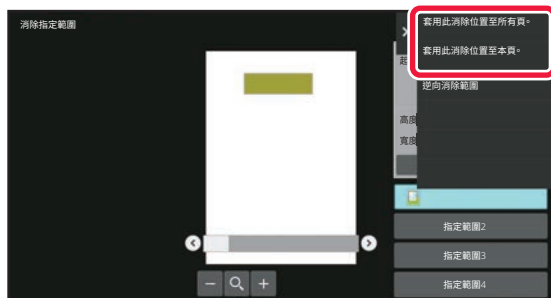 消除指定範圍
套用此消除位置至所有頁。
套用此消除位置至本頁。
起
逆向消除範圍
高度
寬度
指定範圍2
指定範圍3
指定範圍4